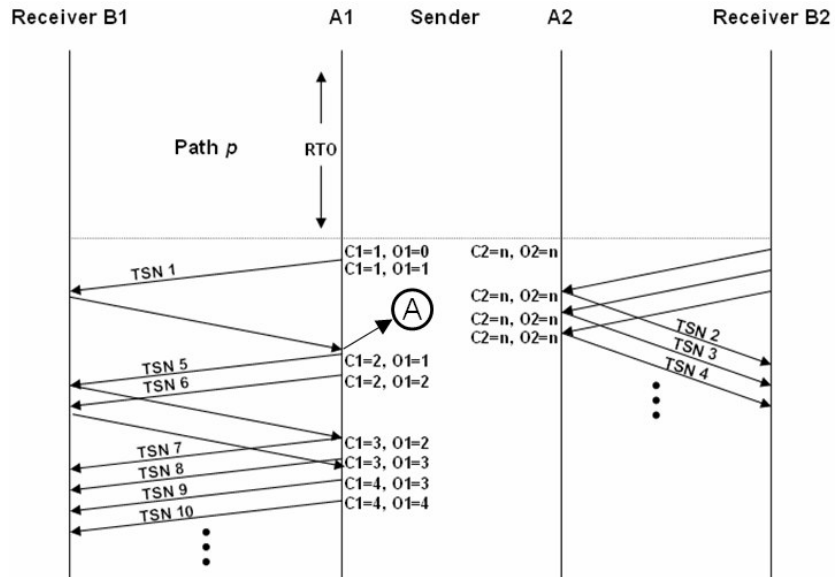 Receiver B1 A1 Sender A2 Receiver B2
Path p
RTO
C1=1, O1=0
C1=1, O1=1
C2=n, O2=n
TSN 1
A
C2=n, O2=n
C2=n, O2=n
C2=n, O2=n
TSN 2
TSN 3
TSN 4
TSN 5
C1=2, O1=1
TSN 6
C1=2, O1=2
TSN 7
C1=3, O1=2
TSN 8
C1=3, O1=3
TSN 9
C1=4, O1=3
TSN 10
C1=4, O1=4